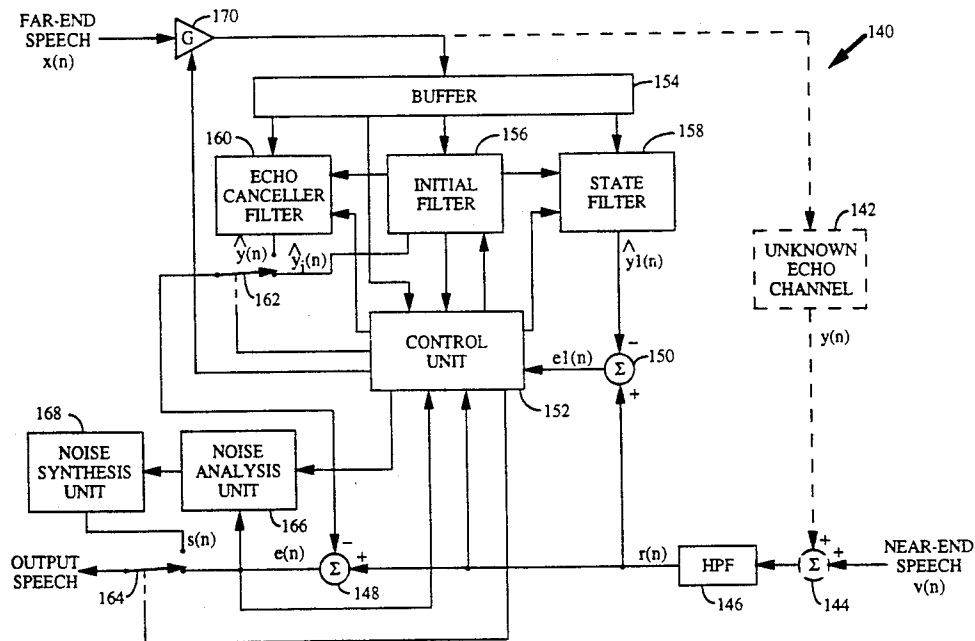 FAR-END
SPEECH
x(n)
170
G
140
BUFFER
154
160
ECHO
CANCELLER
FILTER
156
INITIAL
FILTER
158
STATE
FILTER
142
UNKNOWN
ECHO
CHANNEL
ŷ(n)
ŷi(n)
ŷ1(n)
y(n)
162
CONTROL
UNIT
152
e1(n)
−
Σ
150
+
168
NOISE
SYNTHESIS
UNIT
NOISE
ANALYSIS
UNIT
166
s(n)
OUTPUT
SPEECH
164
e(n)
−
+
Σ
148
r(n)
HPF
146
+
+
Σ
144
NEAR-END
SPEECH
v(n)